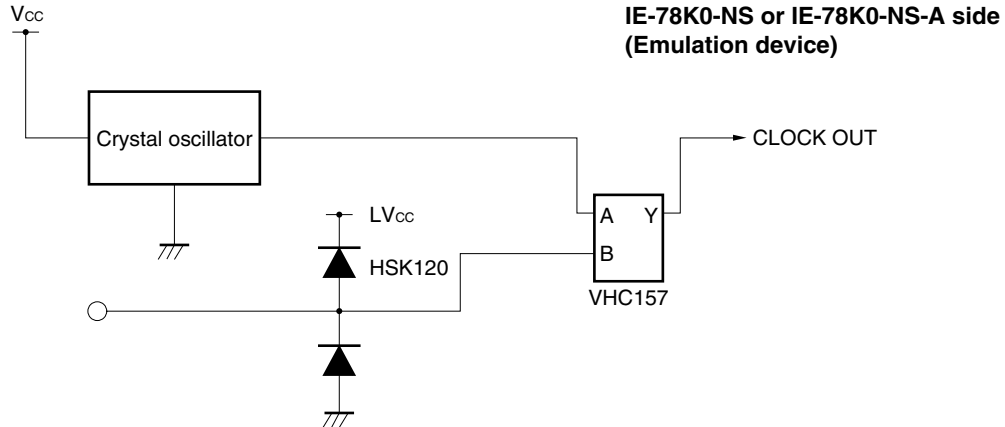 Vcc
IE-78K0-NS or IE-78K0-NS-A side
(Emulation device)
Crystal oscillator
CLOCK OUT
LVcc
A Y
B
HSK120
VHC157